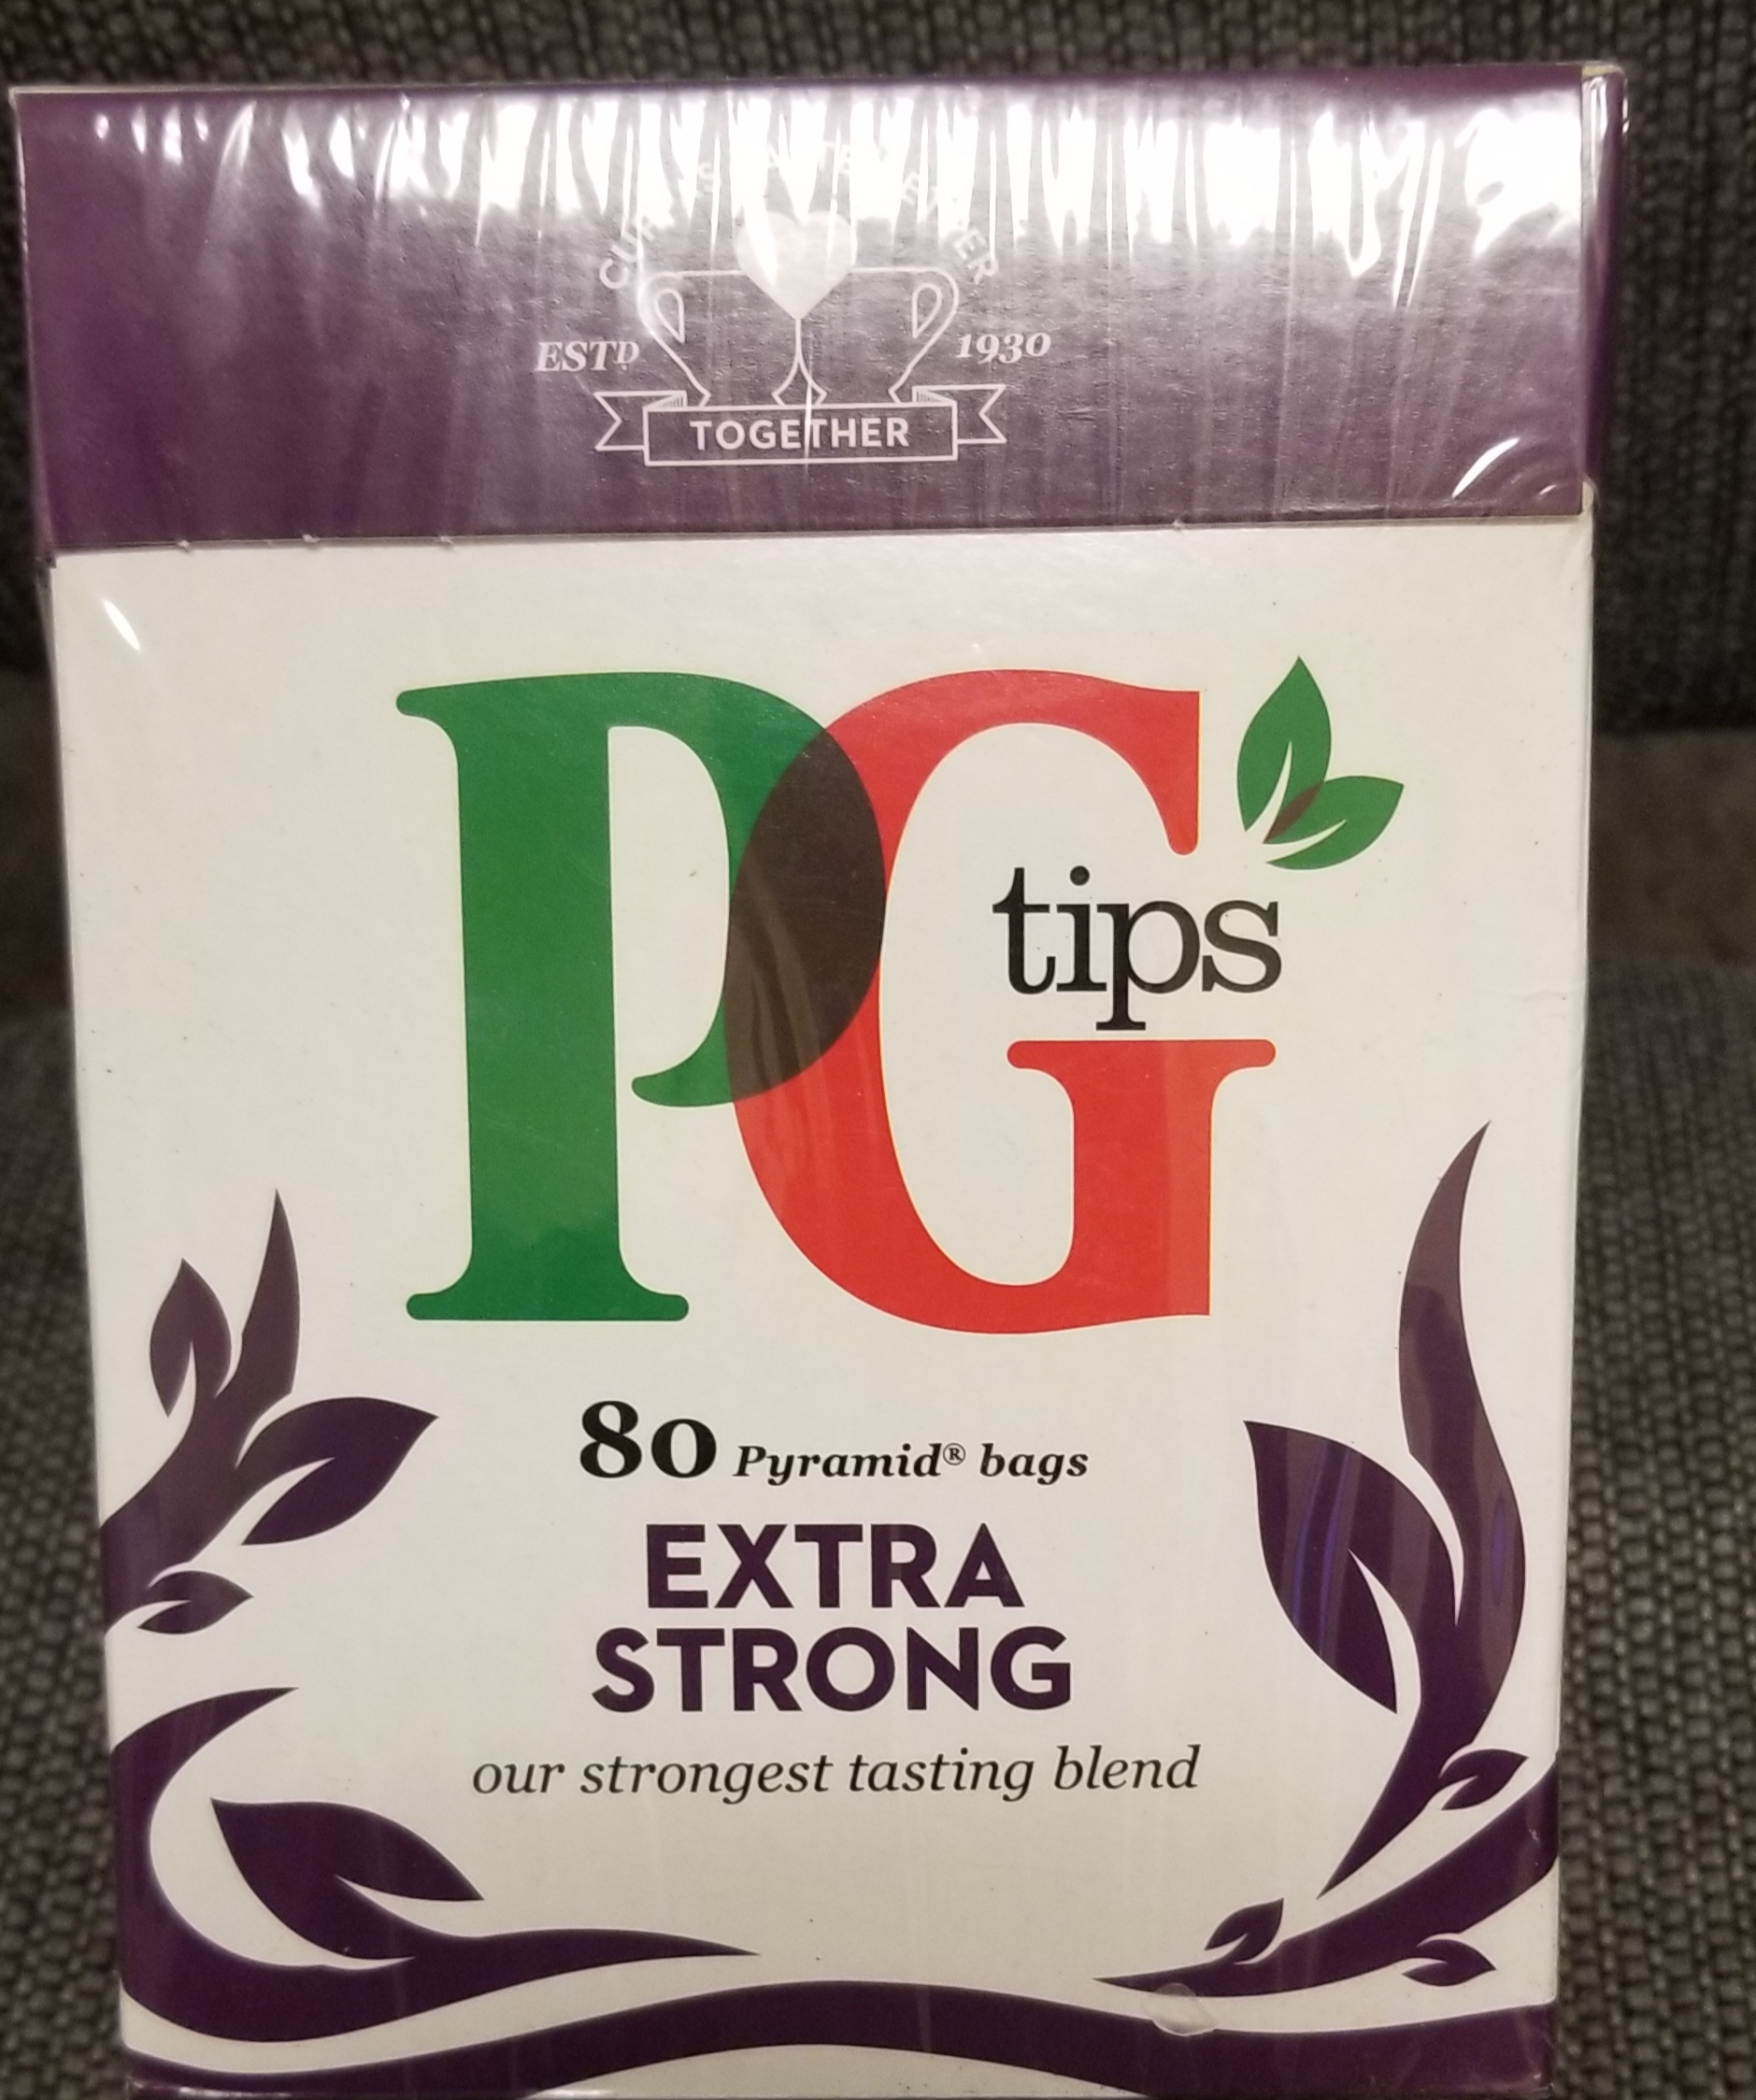 ESTD 1930
TOGETHER
PG
tips
80 Pyramid® bags
EXTRA
STRONG
our strongest tasting blend